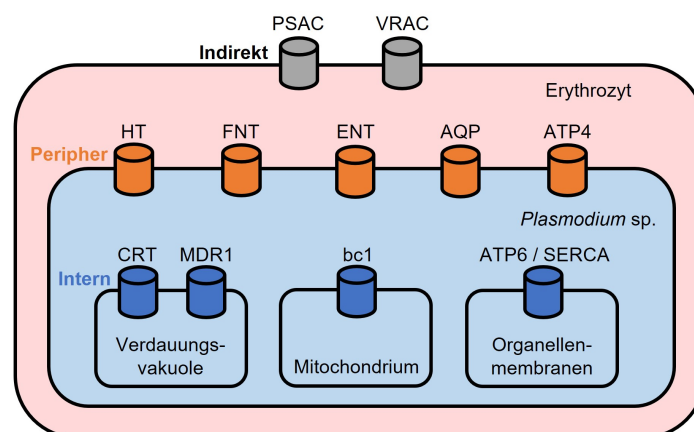 PSAC VRAC
Indirekt
Erythrozyt
HT FNT ENT AQP ATP4
Peripher
Plasmodium sp.
CRT MDR1 bc1 ATP6 / SERCA
Intern
Verdauungs-
vakuole
Mitochondrium
Organellen-
membranen